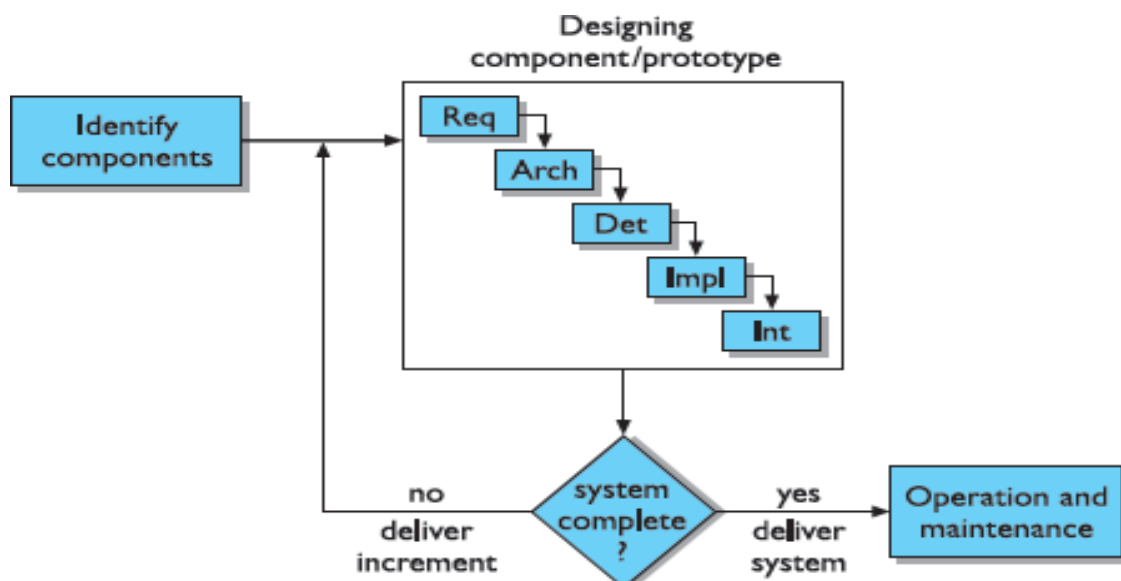 Designing
component/prototype
Identify
components
Req
Arch
Det
Impl
Int
system
complete
?
no
deliver
increment
yes
deliver
system
Operation and
maintenance